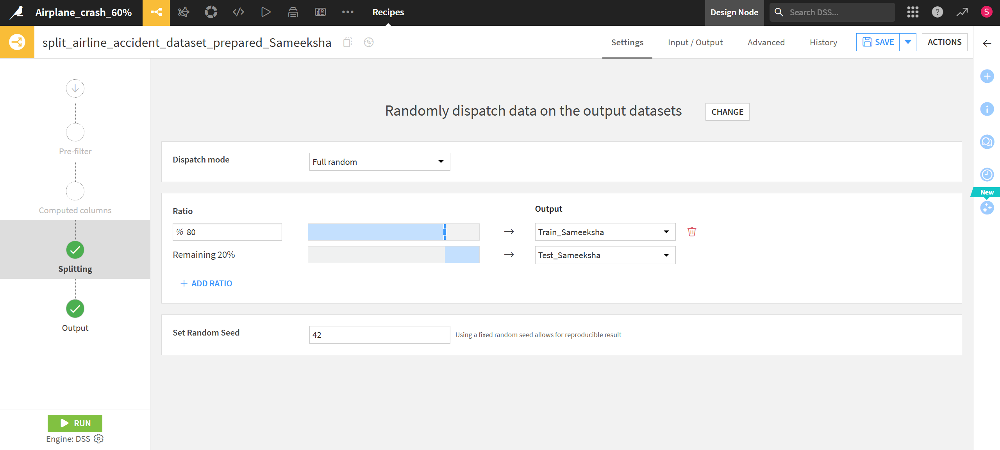 Airplane_crash_60%
Recipes
Design Node
Search DSS...
?
S
split_airline_accident_dataset_prepared_Sameeksha
Settings
Input / Output
Advanced
History
SAVE
ACTIONS
Pre-filter
Computed columns
Splitting
Output
RUN
Engine: DSS
Randomly dispatch data on the output datasets
CHANGE
Dispatch mode
Full random
Ratio
Output
% 80
Train_Sameeksha
Remaining 20%
Test_Sameeksha
+ ADD RATIO
Set Random Seed
42
Using a fixed random seed allows for reproducible result
New